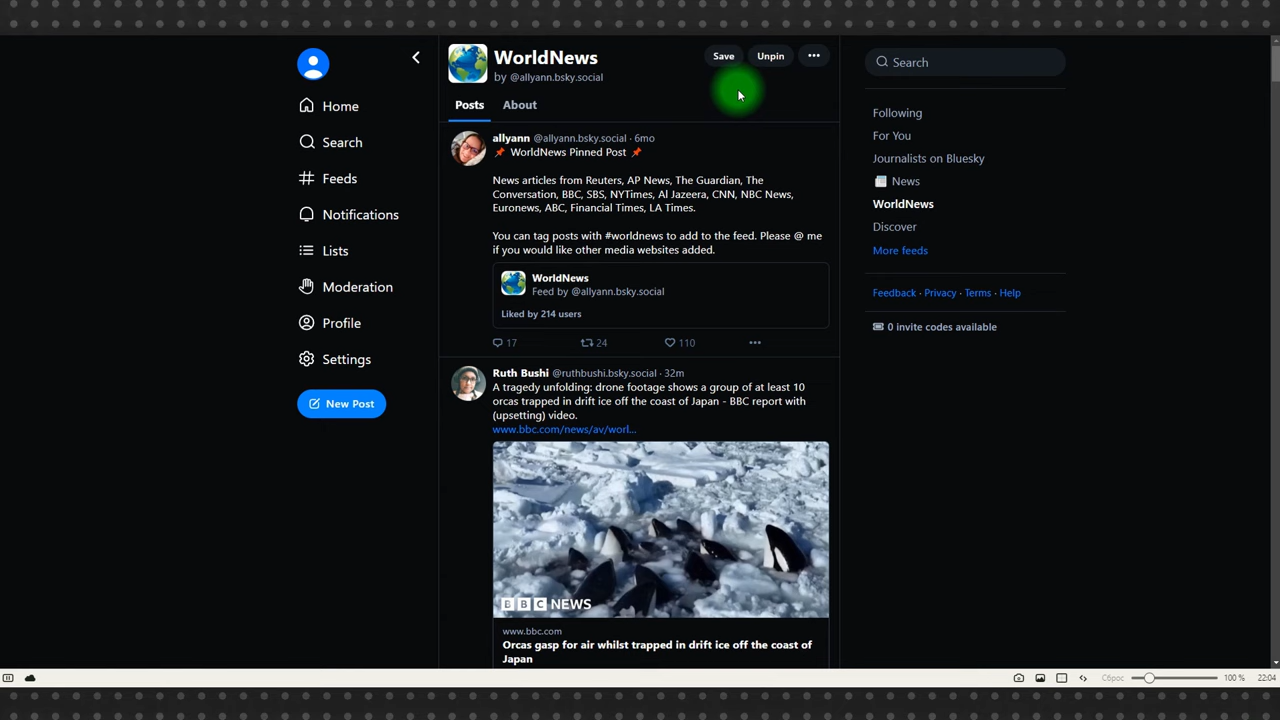 WorldNews
by @allyann.bsky.social
Save
Unpin
Posts
About
Home
Search
Feeds
Notifications
Lists
Moderation
Profile
Settings
New Post
allyann @allyann.bsky.social · 6mo
📌 WorldNews Pinned Post 📌
News articles from Reuters, AP News, The Guardian, The
Conversation, BBC, SBS, NYTimes, Al Jazeera, CNN, NBC News,
Euronews, ABC, Financial Times, LA Times.
You can tag posts with #worldnews to add to the feed. Please @ me
if you would like other media websites added.
WorldNews
Feed by @allyann.bsky.social
Liked by 214 users
17
24
110
Ruth Bushi @ruthbushi.bsky.social · 32m
A tragedy unfolding: drone footage shows a group of at least 10
orcas trapped in drift ice off the coast of Japan - BBC report with
(upsetting) video.
www.bbc.com/news/av/worl...
BBC NEWS
www.bbc.com
Orcas gasp for air whilst trapped in drift ice off the coast of
Japan
Search
Following
For You
Journalists on Bluesky
📰 News
WorldNews
Discover
More feeds
Feedback · Privacy · Terms · Help
0 invite codes available
Сброс
100 %
22:04